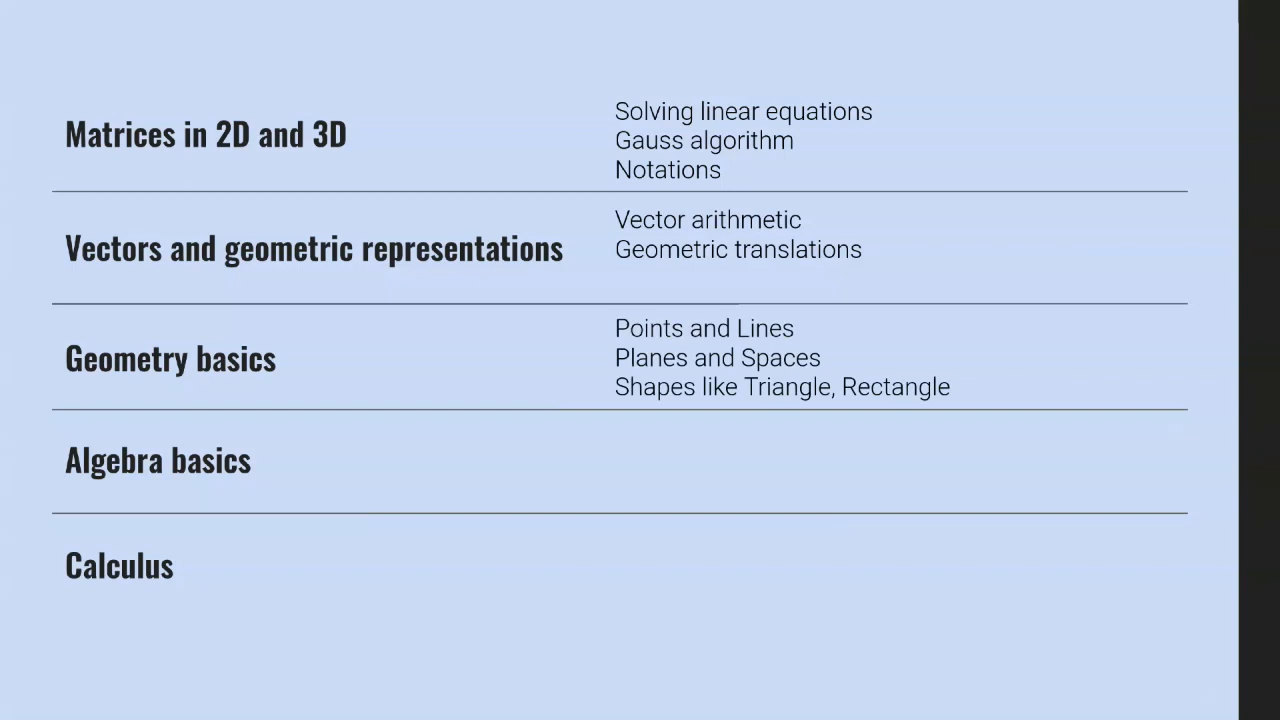 Matrices in 2D and 3D
Solving linear equations
Gauss algorithm
Notations
Vectors and geometric representations
Vector arithmetic
Geometric translations
Geometry basics
Points and Lines
Planes and Spaces
Shapes like Triangle, Rectangle
Algebra basics
Calculus